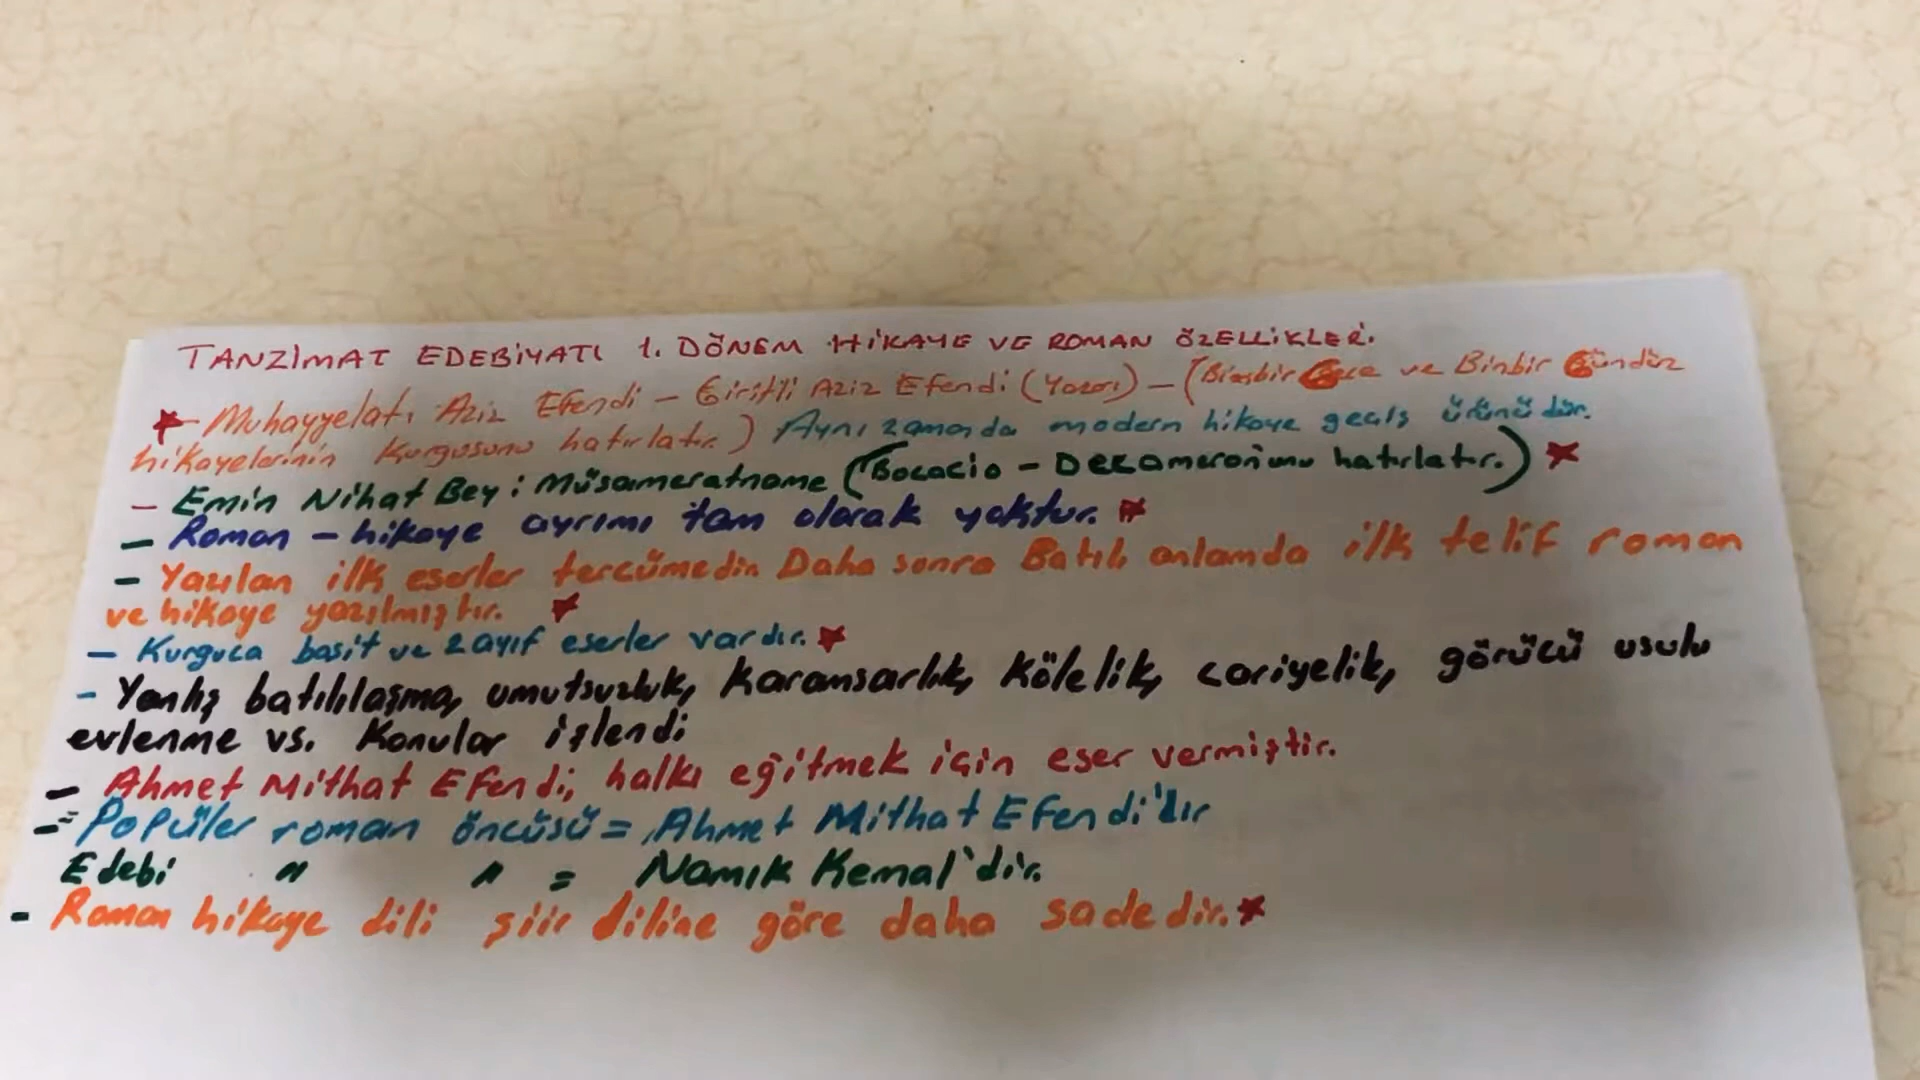 TANZİMAT EDEBİYATI 1. DÖNEM HİKAYE VE ROMAN ÖZELLİKLERİ.
- Muhayyelatı Aziz Efendi - Giritli Aziz Efendi (Yazarı) - (Binbir Gece ve Binbir Gündüz
hikayelerinin Kurgusunu hatırlatır.) Aynı zamanda modern hikaye geçiş ürünüdür.
- Emin Nihat Bey: Müsameratname (Bocacio - Dekameron'unu hatırlatır.)
- Roman - hikaye ayrımı tam olarak yoktur.
- Yazılan ilk eserler tercümedir. Daha sonra Batılı anlamda ilk telif roman
ve hikaye yazılmıştır.
- Kurguca basit ve zayıf eserler vardır.
- Yanlış batılılaşma, umutsuzluk, karamsarlık, kölelik, cariyelik, görücü usulu
evlenme vs. Konular işlendi
- Ahmet Mithat Efendi; halkı eğitmek için eser vermiştir.
- Popüler roman öncüsü = Ahmet Mithat Efendi'dir
Edebi " " = Namık Kemal'dir.
- Roman hikaye dili şiir diline göre daha sadedir.